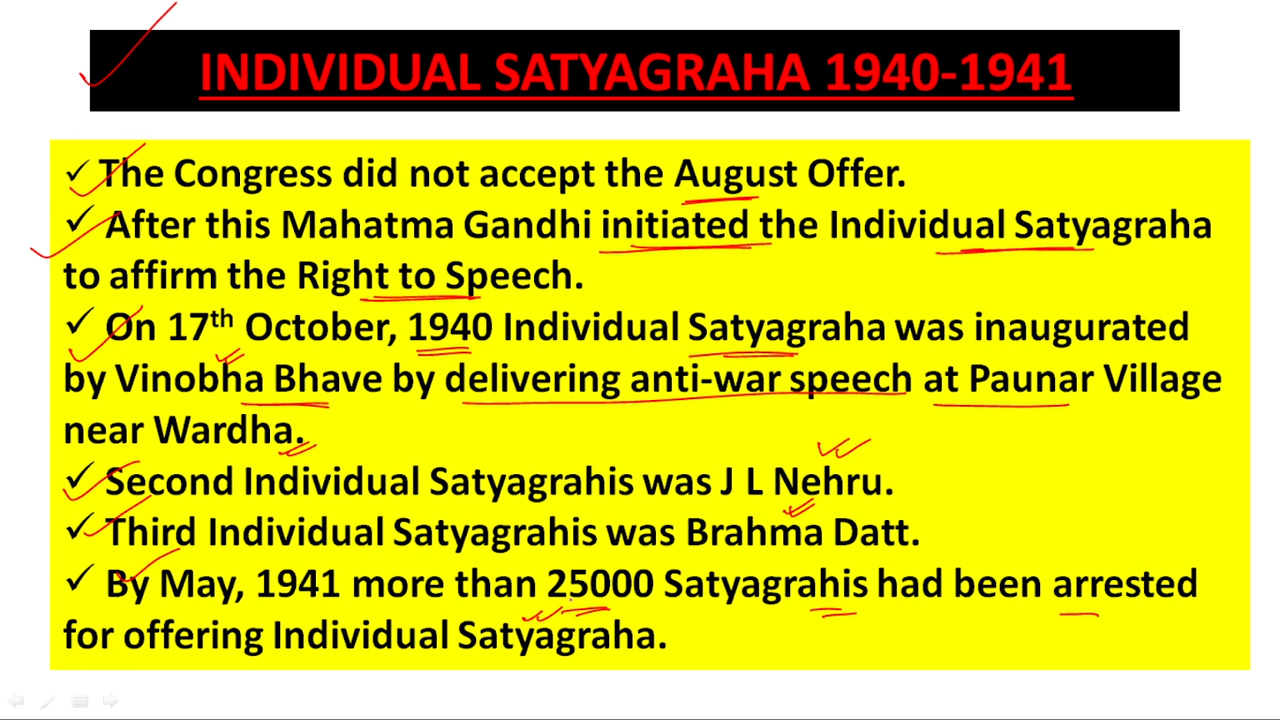 INDIVIDUAL SATYAGRAHA 1940-1941
✓ The Congress did not accept the August Offer.
✓ After this Mahatma Gandhi initiated the Individual Satyagraha
to affirm the Right to Speech.
✓ On 17th October, 1940 Individual Satyagraha was inaugurated
by Vinobha Bhave by delivering anti-war speech at Paunar Village
near Wardha.
✓ Second Individual Satyagrahis was J L Nehru.
✓ Third Individual Satyagrahis was Brahma Datt.
✓ By May, 1941 more than 25000 Satyagrahis had been arrested
for offering Individual Satyagraha.